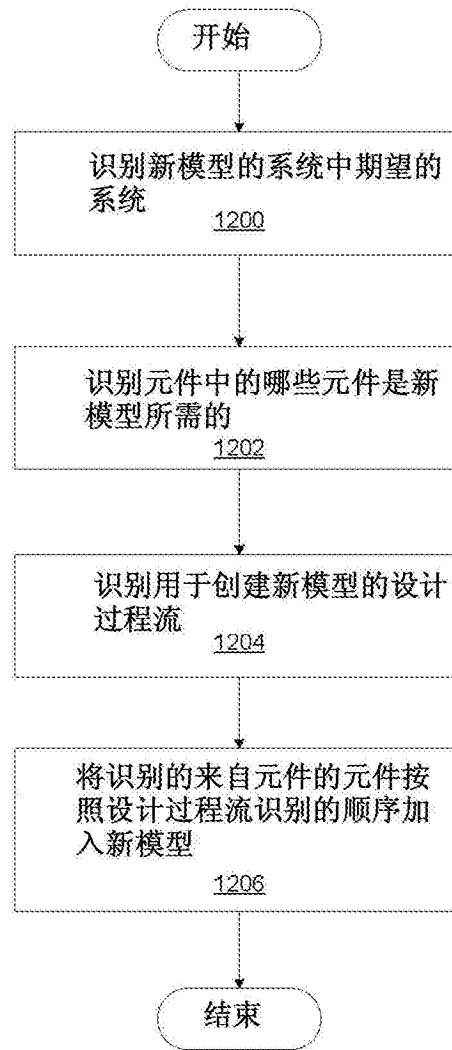 开始
识别新模型的系统中期望的
系统
1200
识别元件中的哪些元件是新
模型所需的
1202
识别用于创建新模型的设计
过程流
1204
将识别的来自元件的元件按
照设计过程流识别的顺序加
入新模型
1206
结束